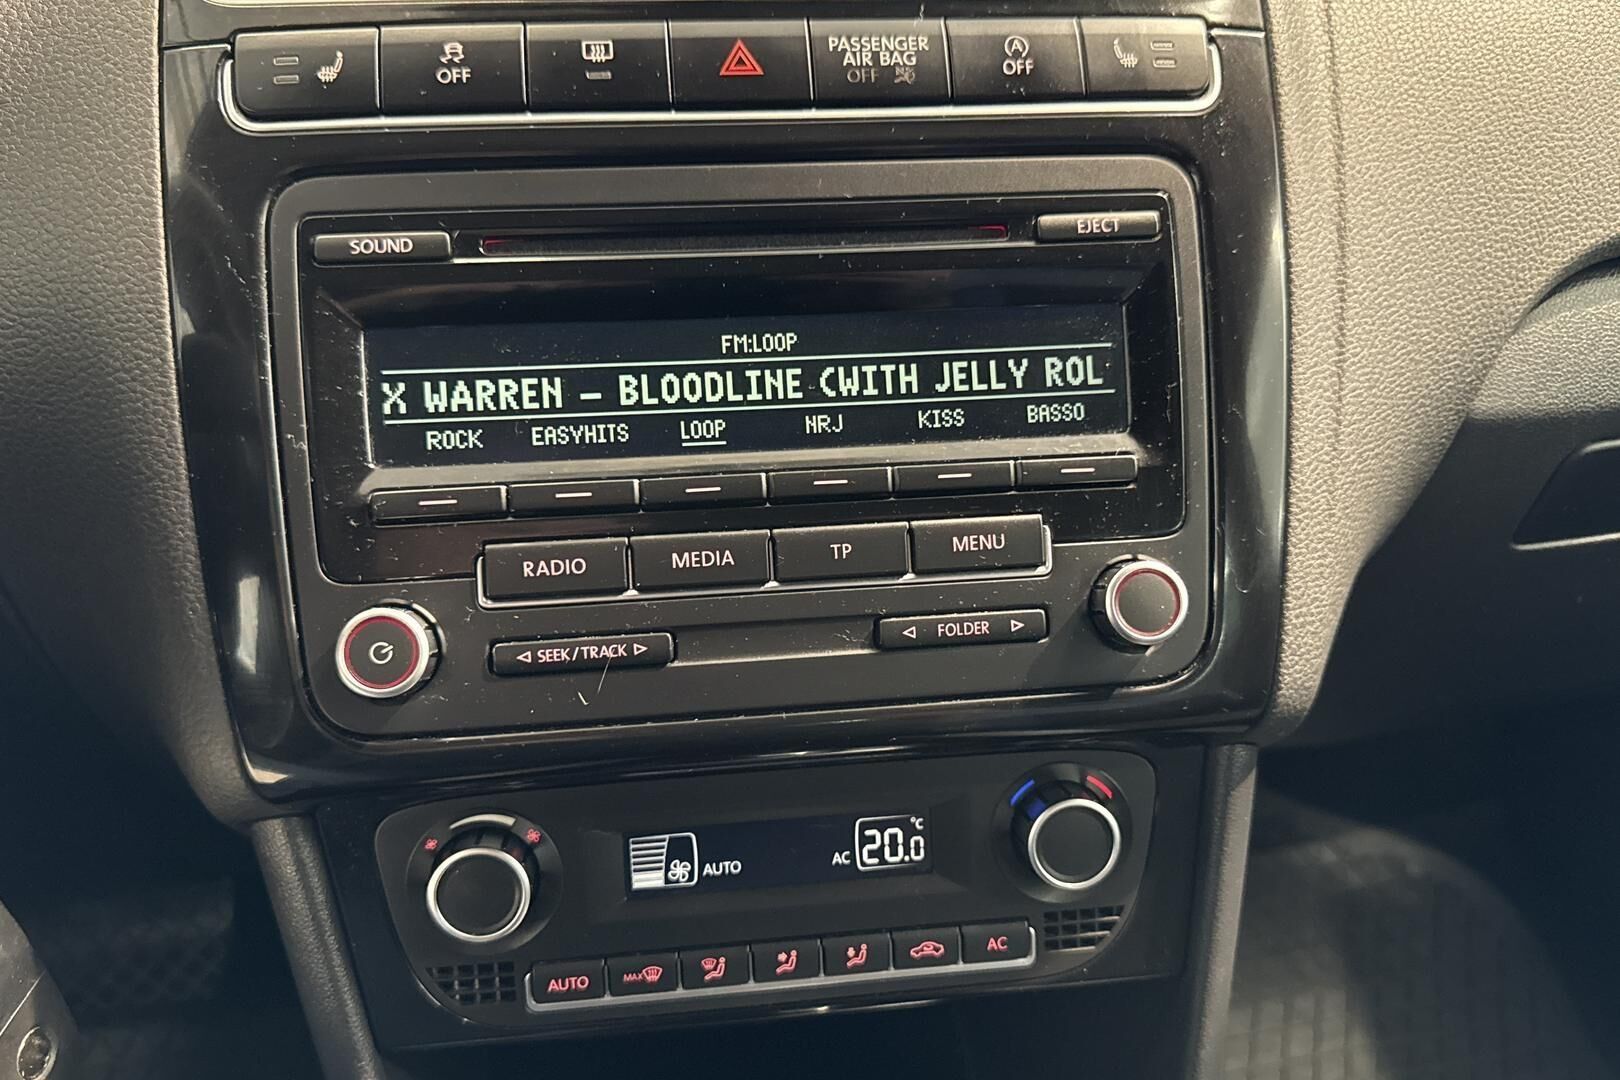 OFF
PASSENGER
AIR BAG
OFF
A
OFF
SOUND
EJECT
FM:LOOP
X WARREN – BLOODLINE (WITH JELLY ROL
ROCK EASYHITS LOOP NRJ KISS BASSO
RADIO MEDIA TP MENU
SEEK/TRACK
FOLDER
AUTO
AC 20.0 °C
AUTO MAX AC